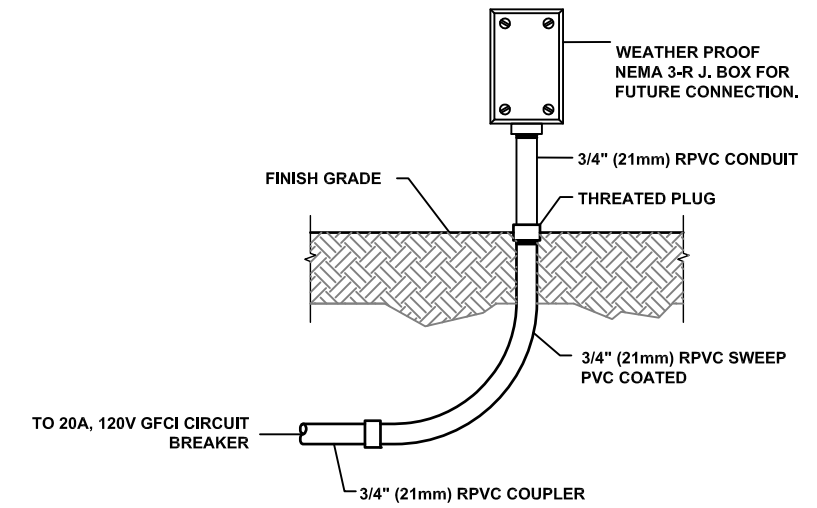 WEATHER PROOF
NEMA 3-R J. BOX FOR
FUTURE CONNECTION.
3/4" (21mm) RPVC CONDUIT
FINISH GRADE
THREATED PLUG
3/4" (21mm) RPVC SWEEP
PVC COATED
TO 20A, 120V GFCI CIRCUIT
BREAKER
3/4" (21mm) RPVC COUPLER